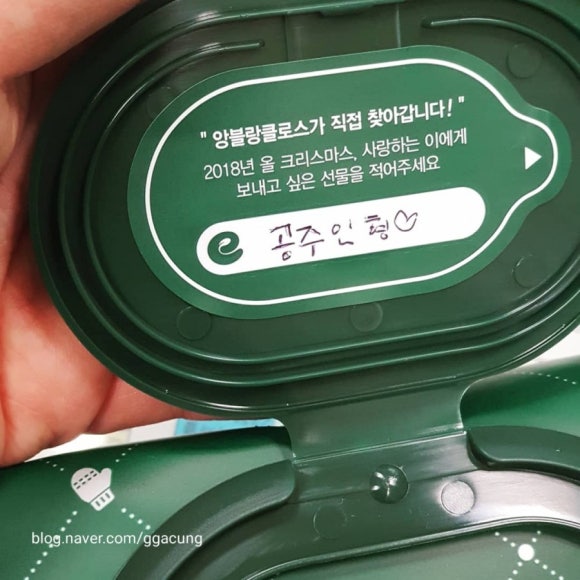 " 앙블랑클로스가 직접 찾아갑니다! "
2018년 올 크리스마스, 사랑하는 이에게
보내고 싶은 선물을 적어주세요
공주인형♡
blog.naver.com/ggacung